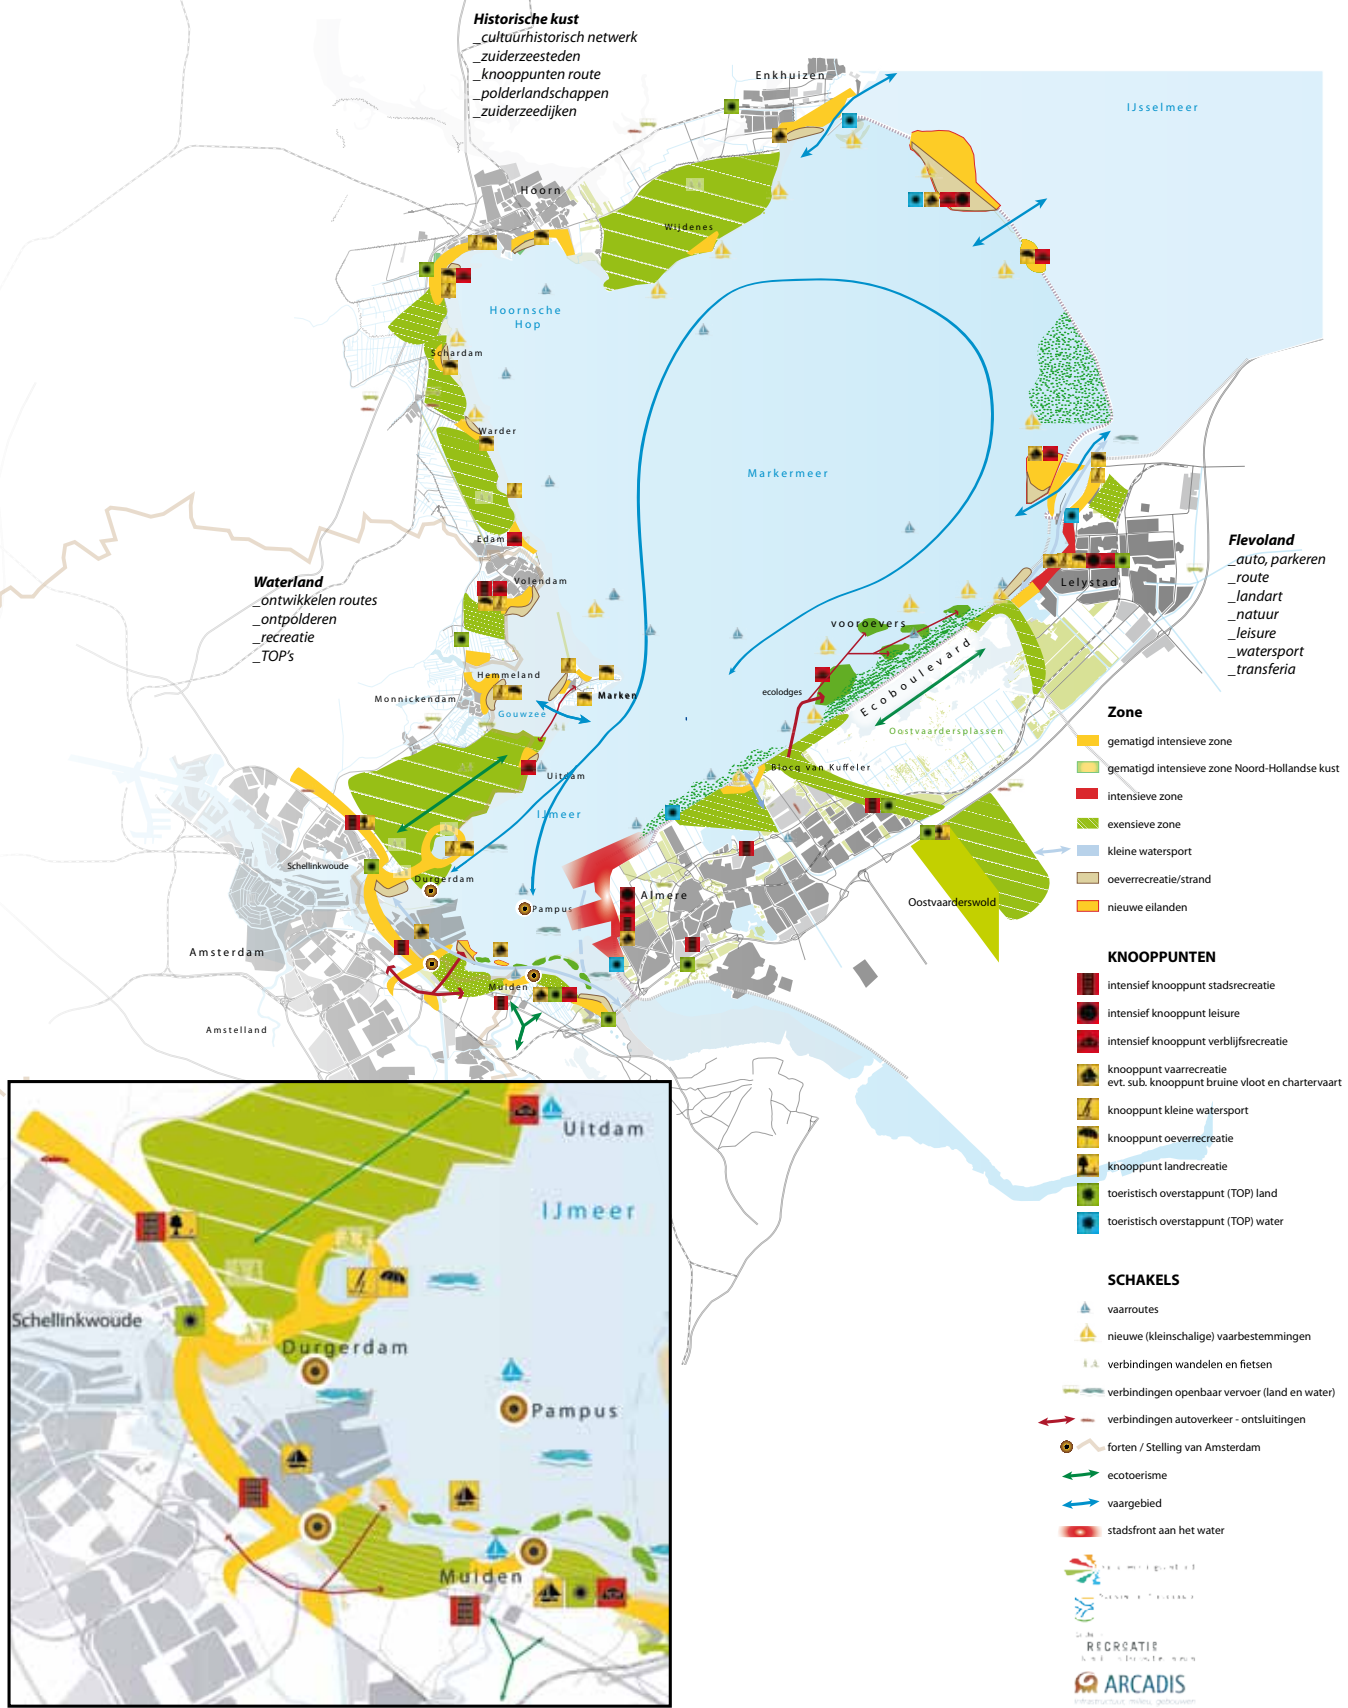 Historische kust
_cultuurhistorisch netwerk
_zuiderzeesteden
_knooppunten route
_polderlandschappen
_zuiderzeedijken
Enkhuizen
IJsselmeer
Hoorn
Wijdenes
Hoornsche
Hop
Schardam
Warder
Markermeer
Edam
Volendam
Lelystad
Waterland
_ontwikkelen routes
_ontpolderen
_recreatie
_TOP's
Flevoland
_auto, parkeren
_route
_landart
_natuur
_leisure
_watersport
_transferia
vooroevers
Ecoboulevard
ecolodges
Oostvaardersplassen
Hemmeland
Monnickendam
Marken
Gouwzee
Uitdam
Blocq van Kuffeler
IJmeer
Schellinkwoude
Durgerdam
Pampus
Almere
Oostvaarderswold
Amsterdam
Muiden
Amstelland
Zone
gematigd intensieve zone
gematigd intensieve zone Noord-Hollandse kust
intensieve zone
exensieve zone
kleine watersport
oeverrecreatie/strand
nieuwe eilanden
KNOOPPUNTEN
intensief knooppunt stadsrecreatie
intensief knooppunt leisure
intensief knooppunt verblijfsrecreatie
knooppunt vaarrecreatie
evt. sub. knooppunt bruine vloot en chartervaart
knooppunt kleine watersport
knooppunt oeverrecreatie
knooppunt landrecreatie
toeristisch overstappunt (TOP) land
toeristisch overstappunt (TOP) water
SCHAKELS
vaarroutes
nieuwe (kleinschalige) vaarbestemmingen
verbindingen wandelen en fietsen
verbindingen openbaar vervoer (land en water)
verbindingen autoverkeer - ontsluitingen
forten / Stelling van Amsterdam
ecotoerisme
vaargebied
stadsfront aan het water
RECREATIE
ARCADIS
infrastructuur, milieu, gebouwen
Uitdam
IJmeer
Schellinkwoude
Durgerdam
Pampus
Muiden